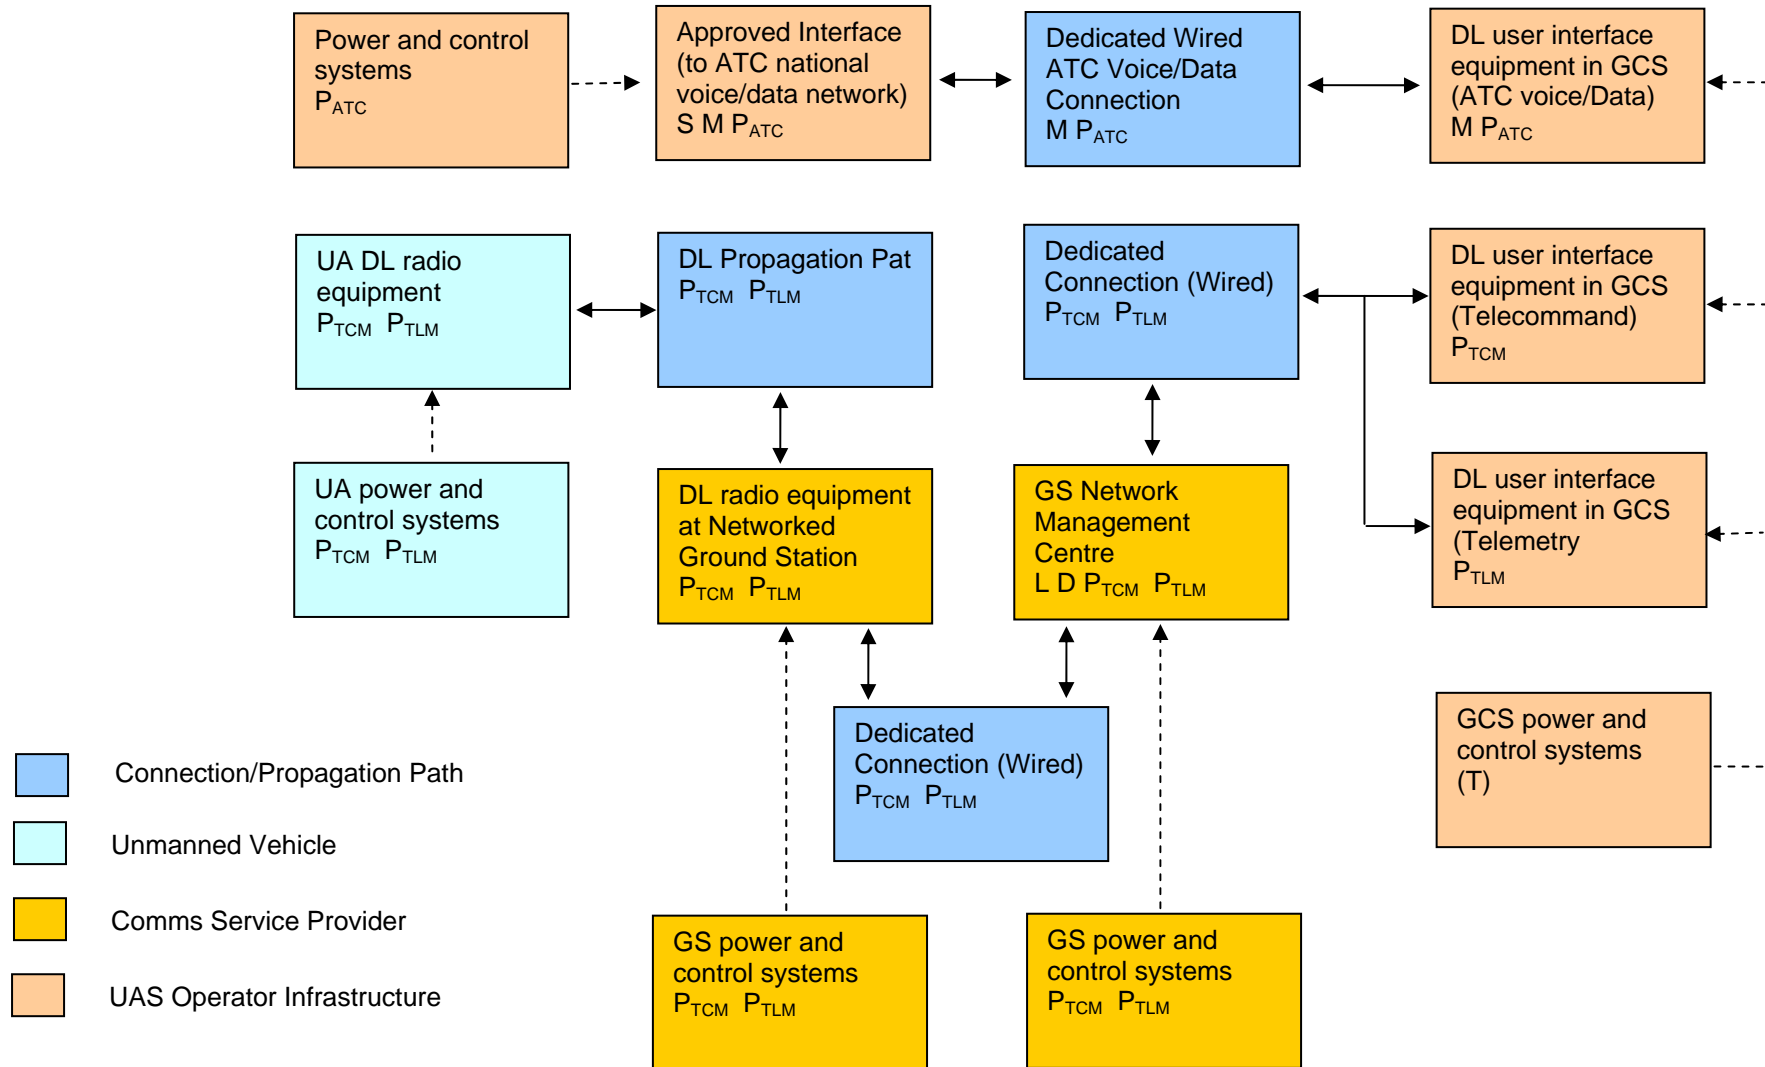 Power and control
systems
PATC
Approved Interface
(to ATC national
voice/data network)
S M PATC
Dedicated Wired
ATC Voice/Data
Connection
M PATC
DL user interface
equipment in GCS
(ATC voice/Data)
M PATC
UA DL radio
equipment
PTCM PTLM
DL Propagation Pat
PTCM PTLM
Dedicated
Connection (Wired)
PTCM PTLM
DL user interface
equipment in GCS
(Telecommand)
PTCM
UA power and
control systems
PTCM PTLM
DL radio equipment
at Networked
Ground Station
PTCM PTLM
GS Network
Management
Centre
L D PTCM PTLM
DL user interface
equipment in GCS
(Telemetry
PTLM
Dedicated
Connection (Wired)
PTCM PTLM
GCS power and
control systems
(T)
Connection/Propagation Path
Unmanned Vehicle
Comms Service Provider
UAS Operator Infrastructure
GS power and
control systems
PTCM PTLM
GS power and
control systems
PTCM PTLM